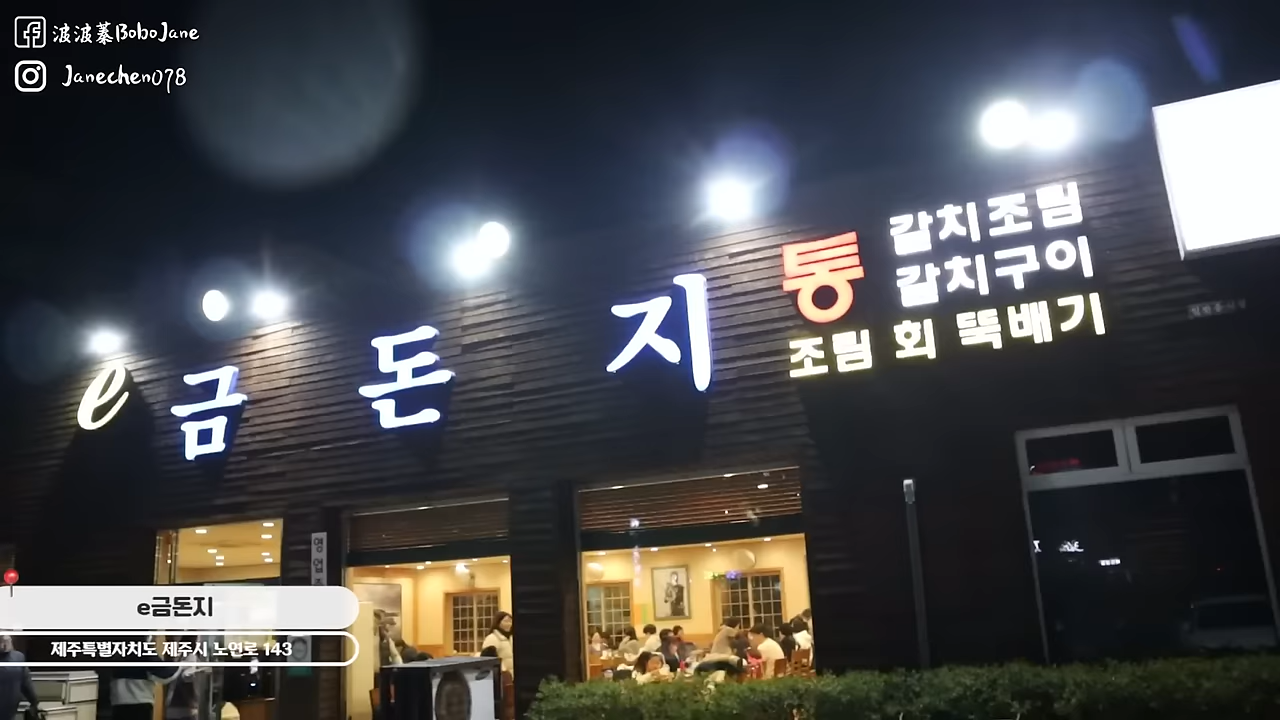 波波蓁BoboJane
Janechen078
e금돈지
통
갈치조림
갈치구이
조림 회 뚝배기
영업
e금돈지
제주특별자치도 제주시 노연로 143